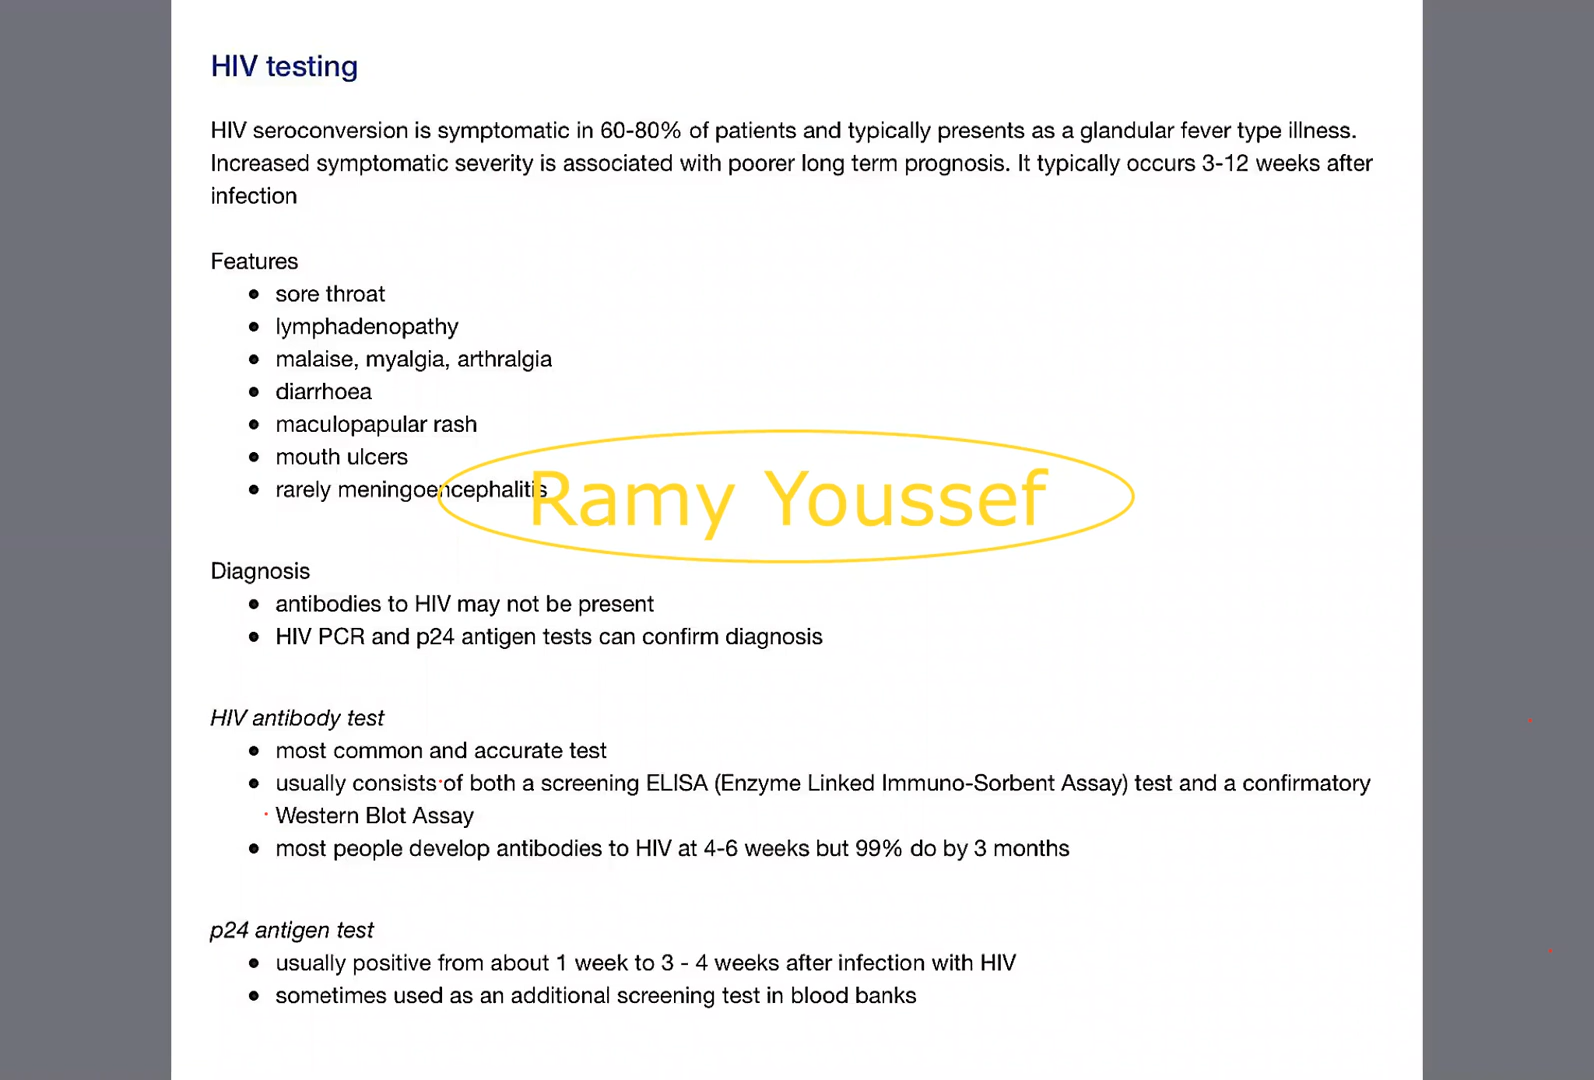 HIV testing
HIV seroconversion is symptomatic in 60-80% of patients and typically presents as a glandular fever type illness.
Increased symptomatic severity is associated with poorer long term prognosis. It typically occurs 3-12 weeks after
infection
Features
• sore throat
• lymphadenopathy
• malaise, myalgia, arthralgia
• diarrhoea
• maculopapular rash
• mouth ulcers
• rarely meningoencephalitis
Ramy Youssef
Diagnosis
• antibodies to HIV may not be present
• HIV PCR and p24 antigen tests can confirm diagnosis
HIV antibody test
• most common and accurate test
• usually consists of both a screening ELISA (Enzyme Linked Immuno-Sorbent Assay) test and a confirmatory
Western Blot Assay
• most people develop antibodies to HIV at 4-6 weeks but 99% do by 3 months
p24 antigen test
• usually positive from about 1 week to 3 - 4 weeks after infection with HIV
• sometimes used as an additional screening test in blood banks